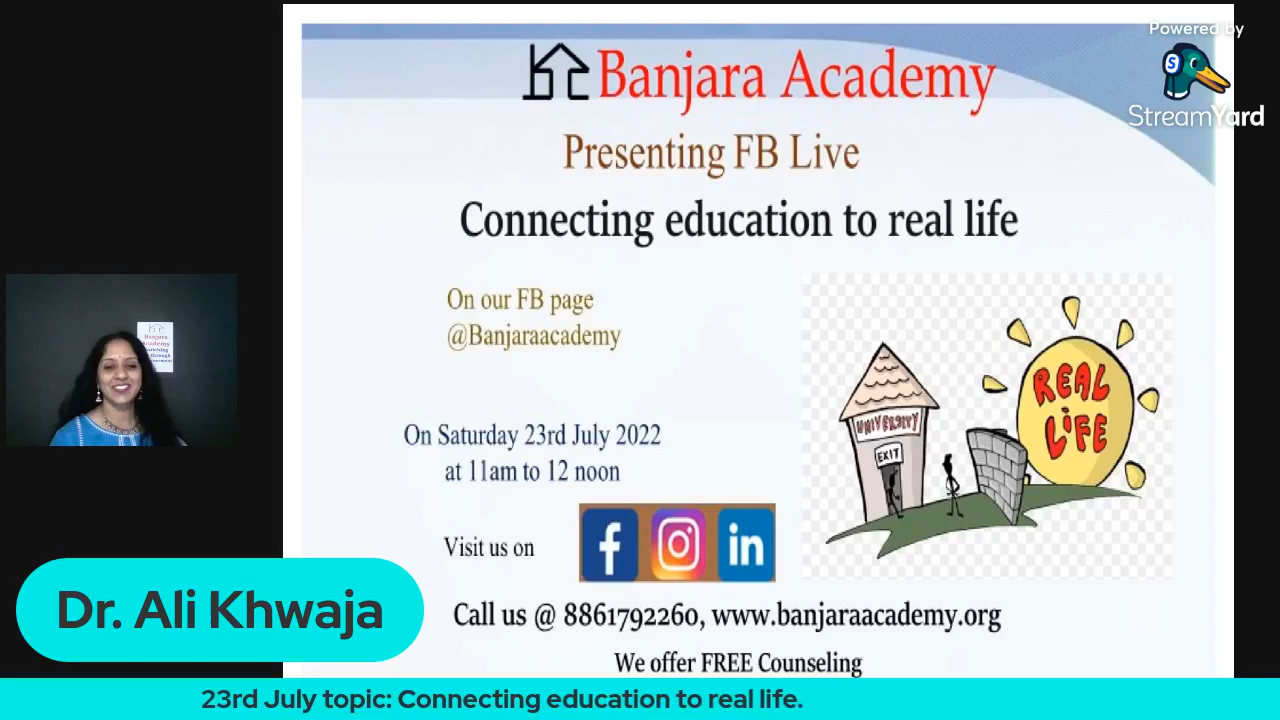 Powered by
StreamYard
Banjara Academy
Presenting FB Live
Connecting education to real life
On our FB page
@Banjaraacademy
On Saturday 23rd July 2022
at 11am to 12 noon
UNIVERSITY
EXIT
REAL
LiFE
Visit us on
Call us @ 8861792260, www.banjaraacademy.org
We offer FREE Counseling
Banjara
Academy
Dr. Ali Khwaja
23rd July topic: Connecting education to real life.